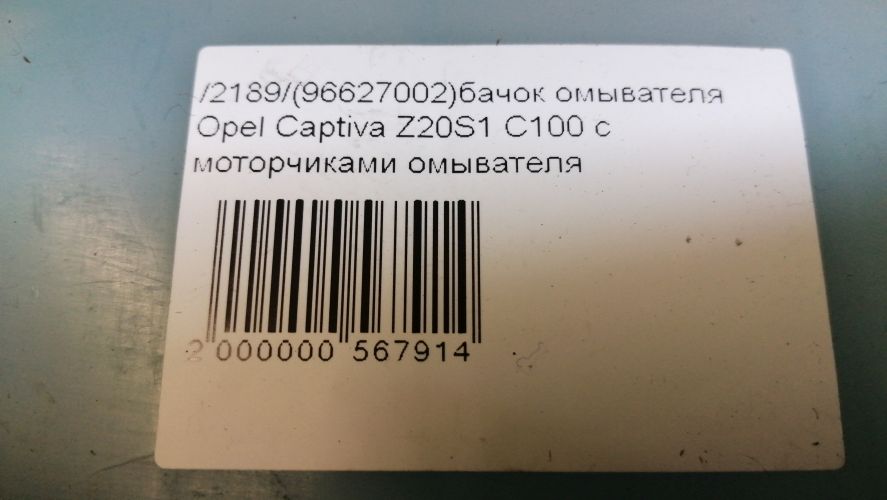 /2189/(96627002)бачок омывателя
Opel Captiva Z20S1 C100 с
моторчиками омывателя
2 000000 567914